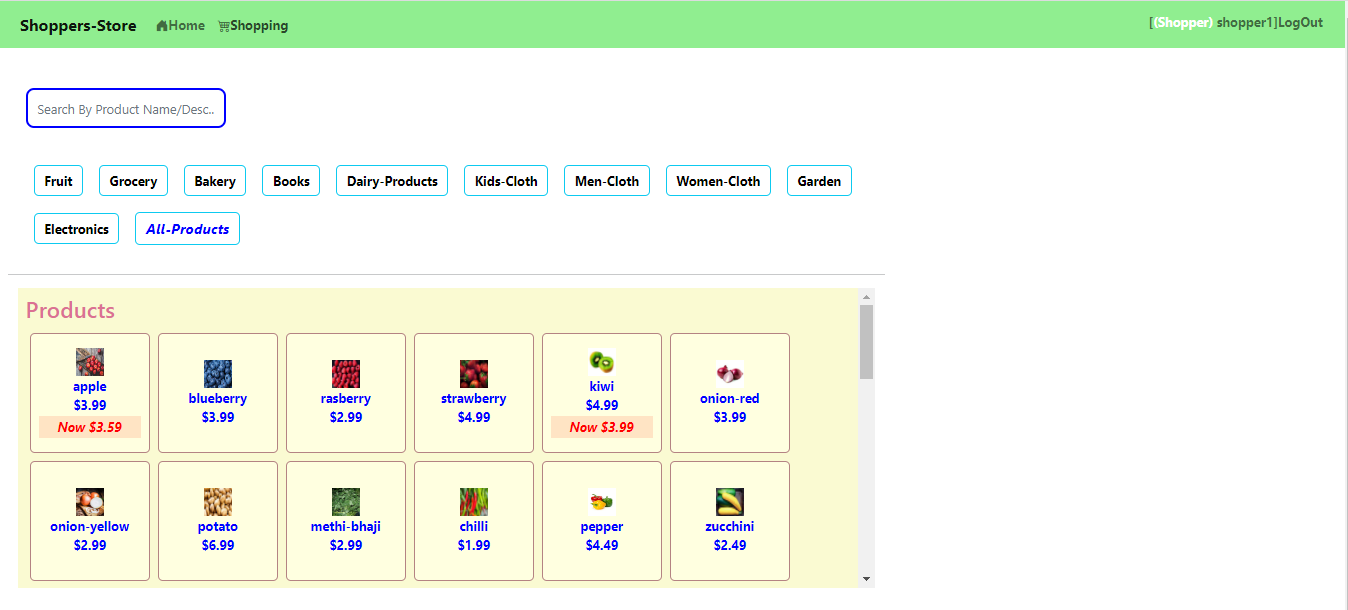 Shoppers-Store Home Shopping [(Shopper) shopper1]LogOut
Search By Product Name/Desc..
Fruit Grocery Bakery Books Dairy-Products Kids-Cloth Men-Cloth Women-Cloth Garden
Electronics All-Products
Products
apple
$3.99
Now $3.59
blueberry
$3.99
rasberry
$2.99
strawberry
$4.99
kiwi
$4.99
Now $3.99
onion-red
$3.99
onion-yellow
$2.99
potato
$6.99
methi-bhaji
$2.99
chilli
$1.99
pepper
$4.49
zucchini
$2.49